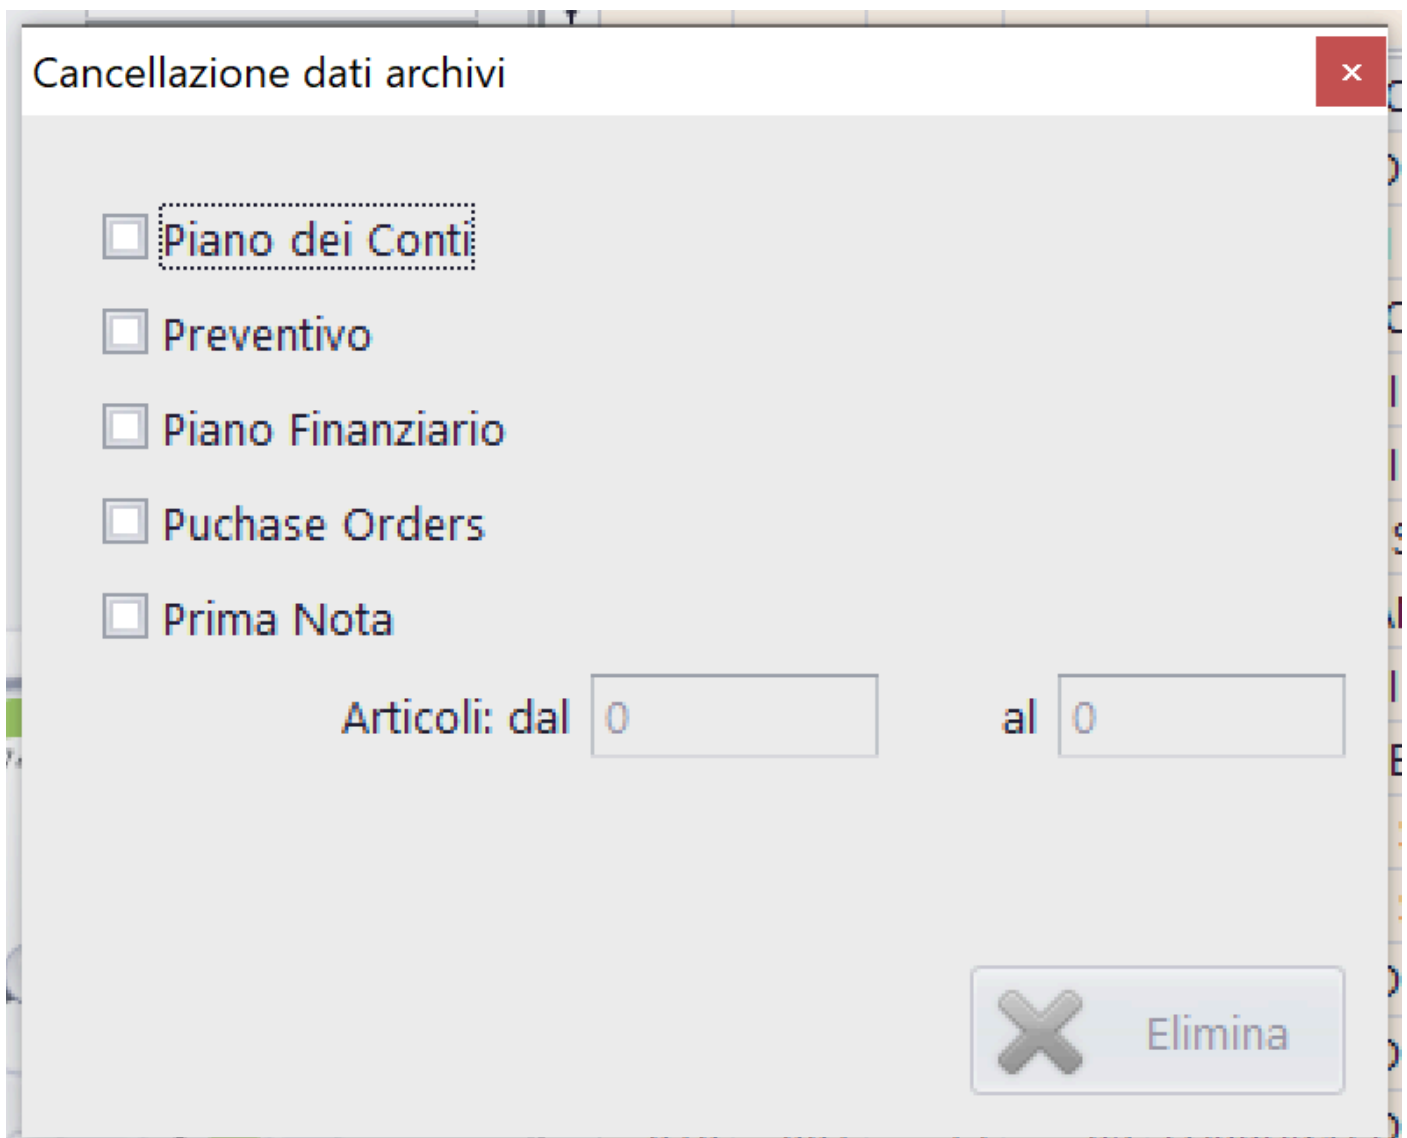 Cancellazione dati archivi
Piano dei Conti
Preventivo
Piano Finanziario
Puchase Orders
Prima Nota
Articoli: dal 0 al 0
Elimina